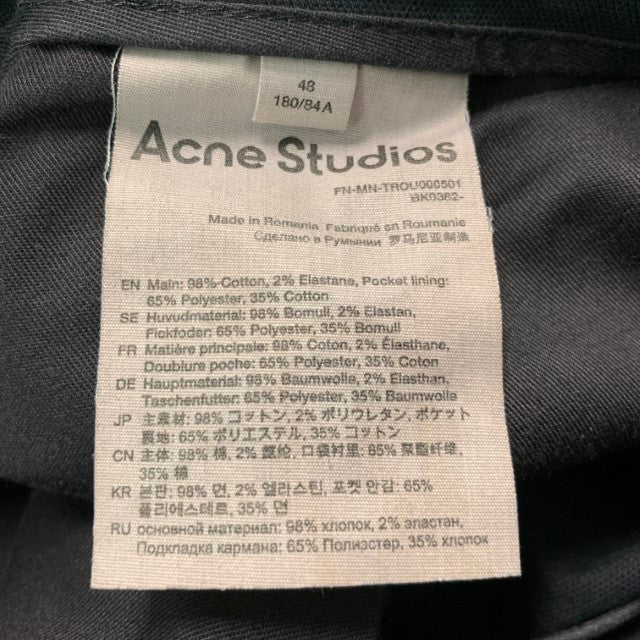 48
180/84A
Acne Studios
FN-MN-TROU000501
BK0362-
Made in Romania, Fabriqué en Roumanie
Сделано в Румынии 罗马尼亚制造
EN Main: 98% Cotton, 2% Elastane, Pocket lining:
65% Polyester, 35% Cotton
SE Huvudmaterial: 98% Bomull, 2% Elastan,
Fickfoder: 65% Polyester, 35% Bomull
FR Matière principale: 98% Coton, 2% Élasthane,
Doublure poche: 65% Polyester, 35% Coton
DE Hauptmaterial: 98% Baumwolle, 2% Elasthan,
Taschenfutter: 65% Polyester, 35% Baumwolle
JP 主素材: 98% コットン, 2% ポリウレタン, ポケット
裏地: 65% ポリエステル, 35% コットン
CN 主体: 98% 棉, 2% 氨纶, 口袋衬里: 65% 聚酯纤维,
35% 棉
KR 본판: 98% 면, 2% 엘라스틴, 포켓 안감: 65%
폴리에스테르, 35% 면
RU основной материал: 98% хлопок, 2% эластан,
Подкладка кармана: 65% Полиэстер, 35% хлопок